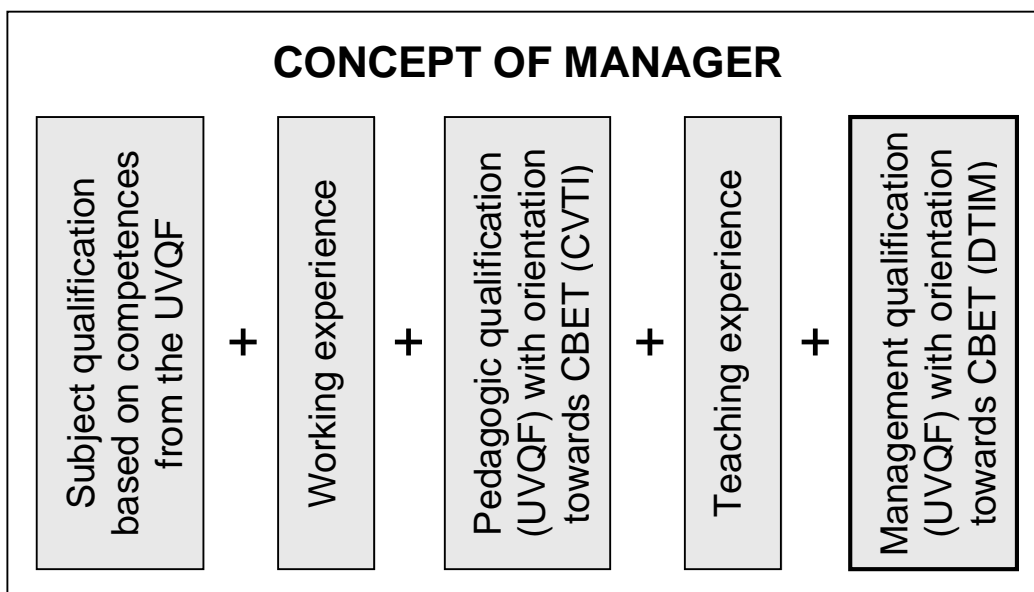 CONCEPT OF MANAGER
Subject qualification
based on competences
from the UVQF
+
Working experience
+
Pedagogic qualification
(UVQF) with orientation
towards CBET (CVTI)
+
Teaching experience
+
Management qualification
(UVQF) with orientation
towards CBET (DTIM)